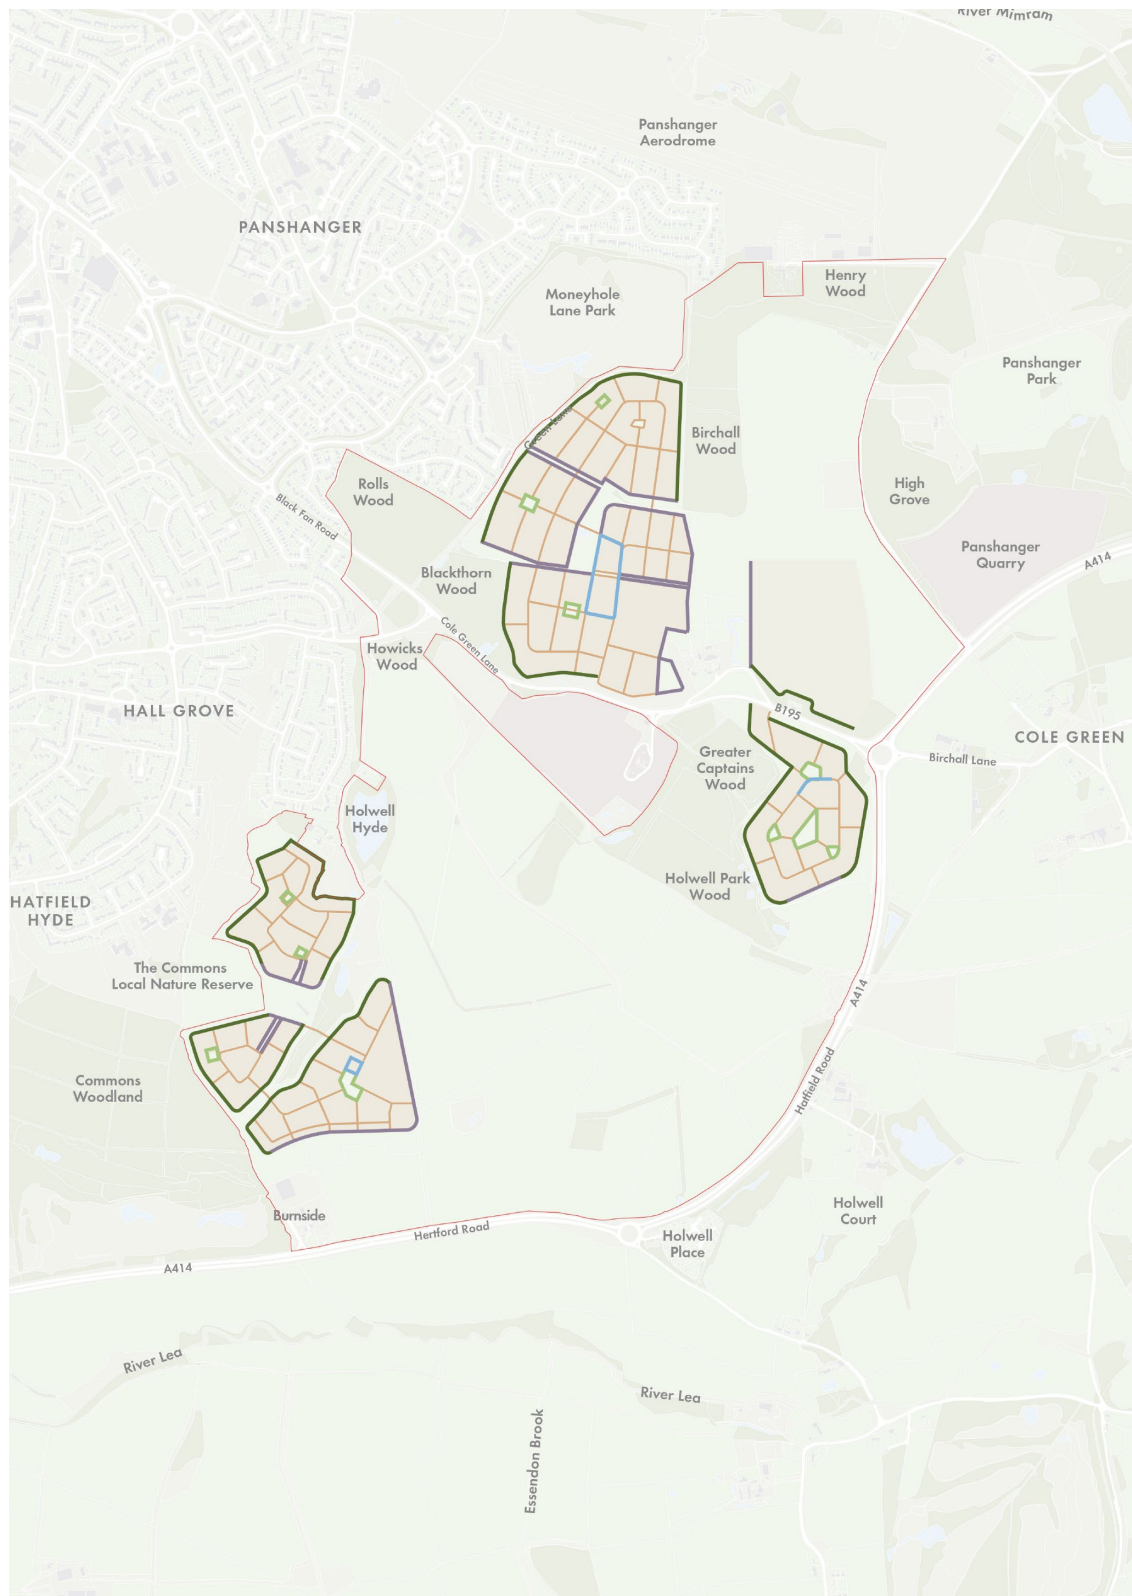 River Mimram
Panshanger
Aerodrome
PANSHANGER
Henry
Wood
Moneyhole
Lane Park
Panshanger
Park
Green Lane
Birchall
Wood
Rolls
Wood
High
Grove
Black Fan Road
Panshanger
Quarry
A414
Blackthorn
Wood
Cole Green Lane
Howicks
Wood
HALL GROVE
B195
COLE GREEN
Greater
Captains
Wood
Birchall Lane
Holwell
Hyde
Holwell Park
Wood
HATFIELD
HYDE
The Commons
Local Nature Reserve
A414
Hatfield Road
Commons
Woodland
Burnside
Holwell
Court
Hertford Road
Holwell
Place
A414
River Lea
River Lea
Essendon Brook